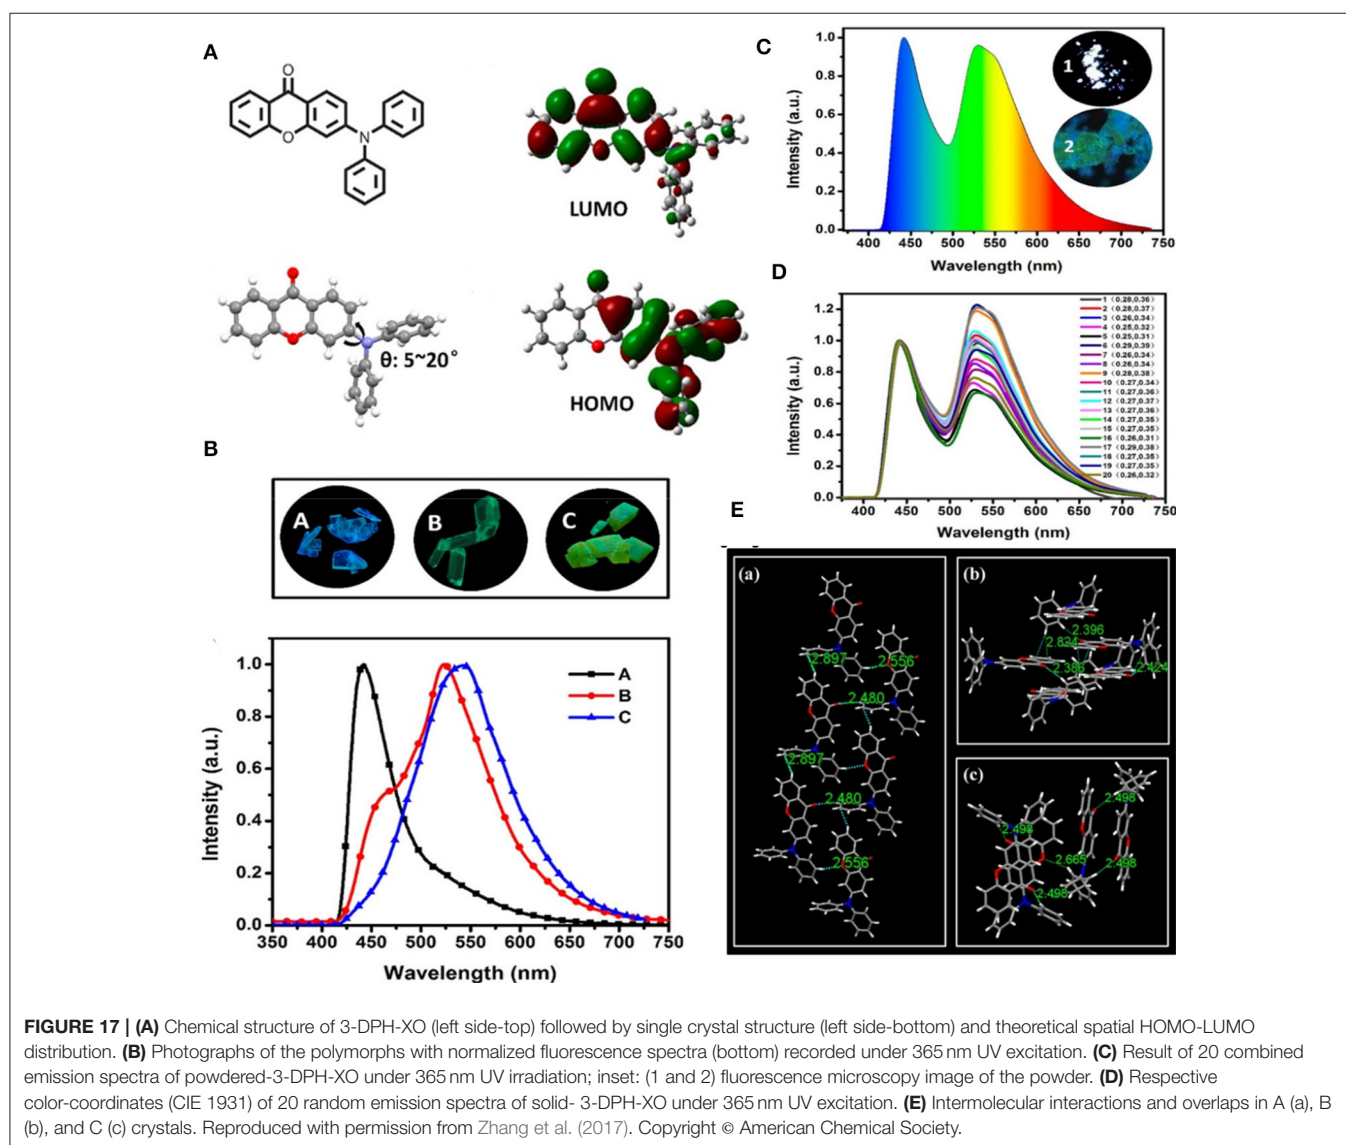 A
O
O
N
LUMO
θ: 5~20°
HOMO
B
A
B
C
Intensity (a.u.)
1.0
0.8
0.6
0.4
0.2
0.0
A
B
C
350 400 450 500 550 600 650 700 750
Wavelength (nm)
C
Intensity (a.u.)
1.0
0.8
0.6
0.4
0.2
0.0
1
2
400 450 500 550 600 650 700 750
Wavelength (nm)
D
Intensity (a.u.)
1.2
1.0
0.8
0.6
0.4
0.2
0.0
1 (0.28,0.36)
2 (0.28,0.37)
3 (0.26,0.34)
4 (0.25,0.32)
5 (0.25,0.31)
6 (0.29,0.39)
7 (0.26,0.34)
8 (0.26,0.34)
9 (0.28,0.38)
10 (0.27,0.34)
11 (0.27,0.36)
12 (0.27,0.37)
13 (0.27,0.36)
14 (0.27,0.35)
15 (0.27,0.35)
16 (0.26,0.31)
17 (0.29,0.38)
18 (0.27,0.35)
19 (0.27,0.35)
20 (0.26,0.32)
400 450 500 550 600 650 700 750
Wavelength (nm)
E
(a)
2.897
2.556
2.480
2.897
2.480
2.556
(b)
2.396
2.834
2.386
2.424
(c)
2.498
2.498
2.665
2.498
2.498
FIGURE 17 | (A) Chemical structure of 3-DPH-XO (left side-top) followed by single crystal structure (left side-bottom) and theoretical spatial HOMO-LUMO
distribution. (B) Photographs of the polymorphs with normalized fluorescence spectra (bottom) recorded under 365 nm UV excitation. (C) Result of 20 combined
emission spectra of powdered-3-DPH-XO under 365 nm UV irradiation; inset: (1 and 2) fluorescence microscopy image of the powder. (D) Respective
color-coordinates (CIE 1931) of 20 random emission spectra of solid- 3-DPH-XO under 365 nm UV excitation. (E) Intermolecular interactions and overlaps in A (a), B
(b), and C (c) crystals. Reproduced with permission from Zhang et al. (2017). Copyright © American Chemical Society.